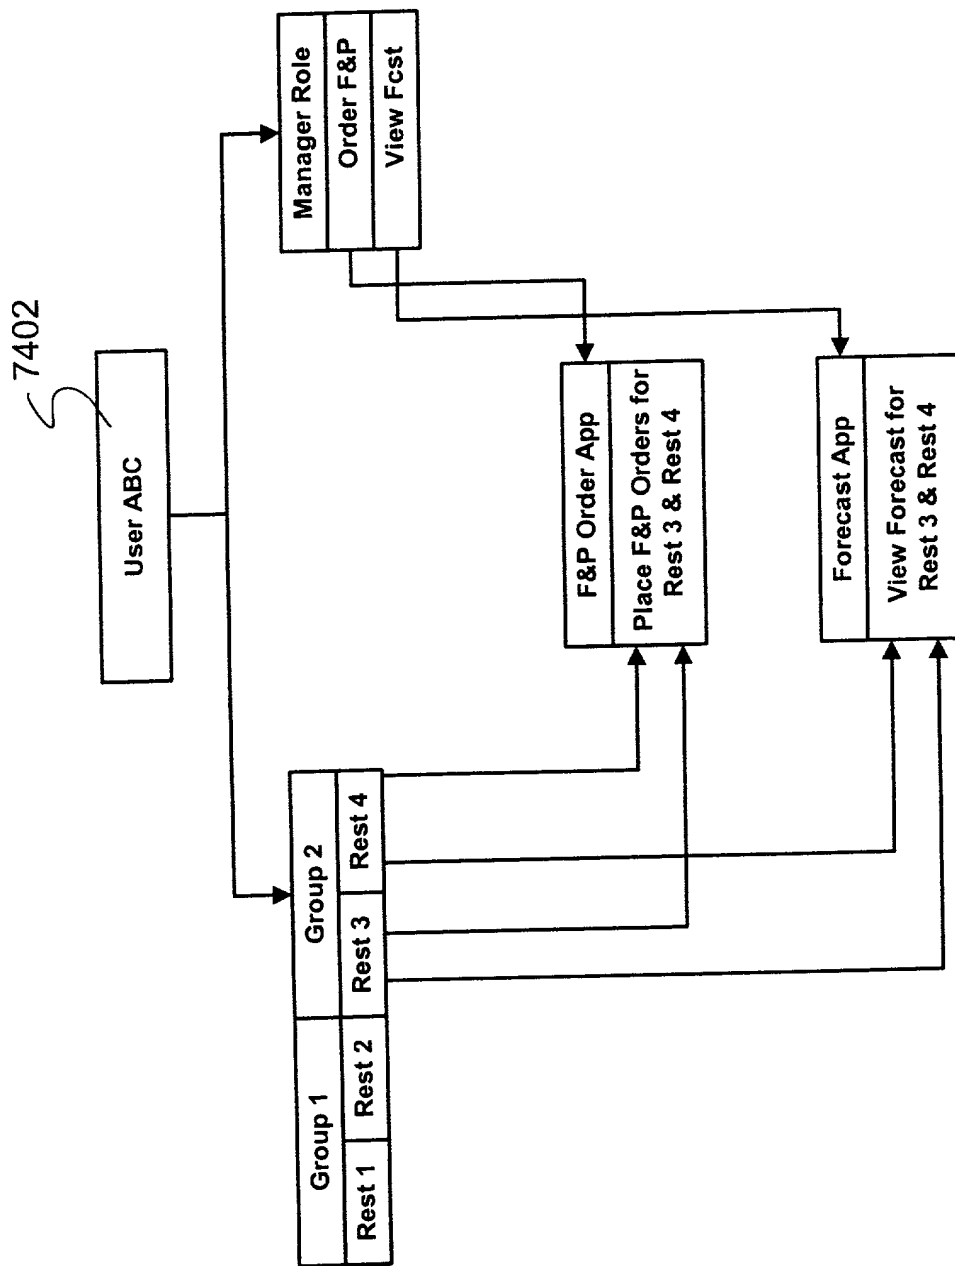 7402
User ABC
Group 1
Group 2
Rest 1
Rest 2
Rest 3
Rest 4
Manager Role
Order F&P
View Fcst
F&P Order App
Place F&P Orders for
Rest 3 & Rest 4
Forecast App
View Forecast for
Rest 3 & Rest 4